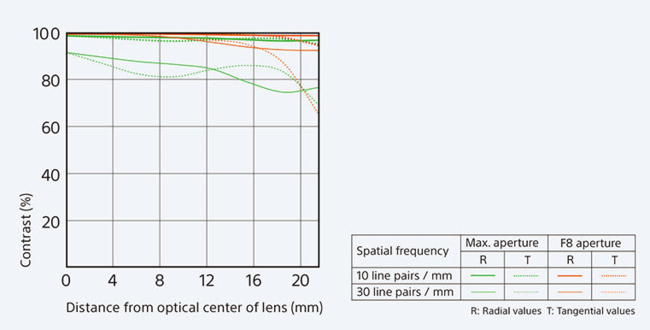 100
80
60
40
20
Contrast (%)
0 4 8 12 16 20
Distance from optical center of lens (mm)
Spatial frequency Max. aperture F8 aperture
R T R T
10 line pairs / mm
30 line pairs / mm
R: Radial values T: Tangential values